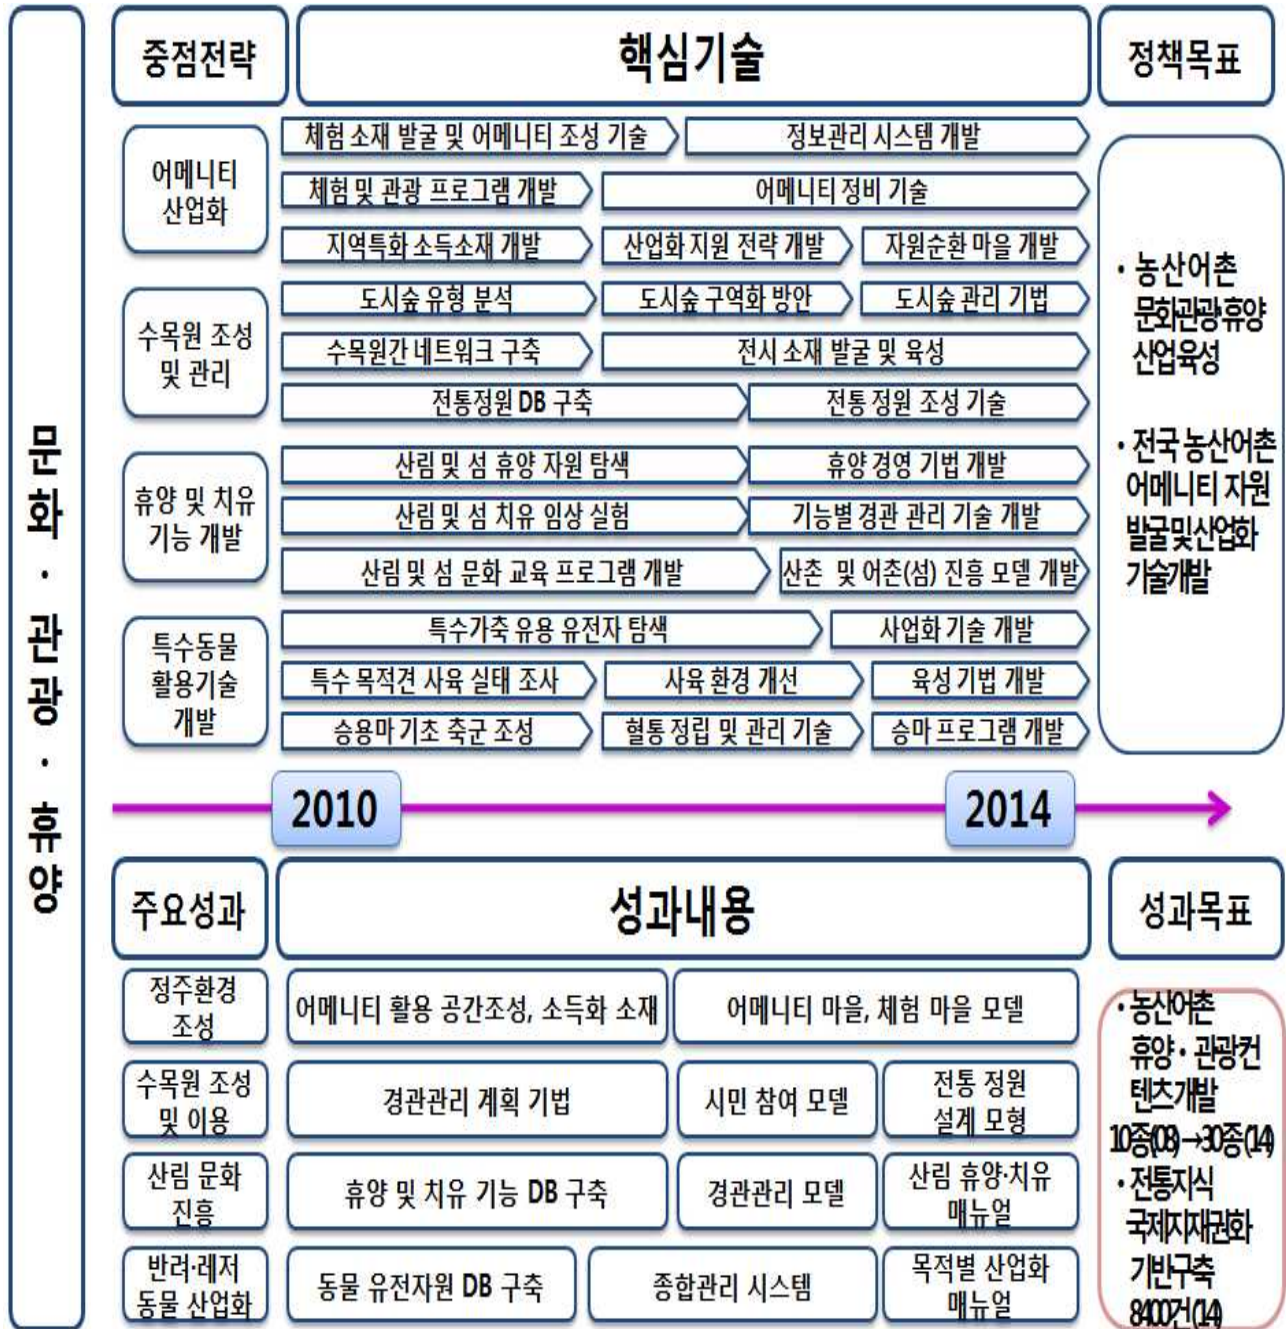 문화·관광·휴양
중점전략
핵심기술
정책목표
어메니티
산업화
체험 소재 발굴 및 어메니티 조성 기술
정보관리 시스템 개발
체험 및 관광 프로그램 개발
어메니티 정비 기술
지역특화 소득소재 개발
산업화 지원 전략 개발
자원순환 마을 개발
수목원 조성
및 관리
도시숲 유형 분석
도시숲 구역화 방안
도시숲 관리 기법
수목원간 네트워크 구축
전시 소재 발굴 및 육성
전통정원 DB 구축
전통 정원 조성 기술
휴양 및 치유
기능 개발
산림 및 섬 휴양 자원 탐색
휴양 경영 기법 개발
산림 및 섬 치유 임상 실험
기능별 경관 관리 기술 개발
산림 및 섬 문화 교육 프로그램 개발
산촌 및 어촌(섬) 진흥 모델 개발
특수동물
활용기술
개발
특수가축 유용 유전자 탐색
사업화 기술 개발
특수 목적견 사육 실태 조사
사육 환경 개선
육성 기법 개발
승용마 기초 축군 조성
혈통 정립 및 관리 기술
승마 프로그램 개발
· 농산어촌
문화관광휴양
산업육성
· 전국 농산어촌
어메니티 자원
발굴및산업화
기술개발
2010
2014
주요성과
성과내용
성과목표
정주환경
조성
어메니티 활용 공간조성, 소득화 소재
어메니티 마을, 체험 마을 모델
수목원 조성
및 이용
경관관리 계획 기법
시민 참여 모델
전통 정원
설계 모형
산림 문화
진흥
휴양 및 치유 기능 DB 구축
경관관리 모델
산림 휴양·치유
매뉴얼
반려·레저
동물 산업화
동물 유전자원 DB 구축
종합관리 시스템
목적별 산업화
매뉴얼
· 농산어촌
휴양· 관광컨
텐츠개발
10종(08)→30종(14)
· 전통지식
국제지재권화
기반구축
8400건(14)